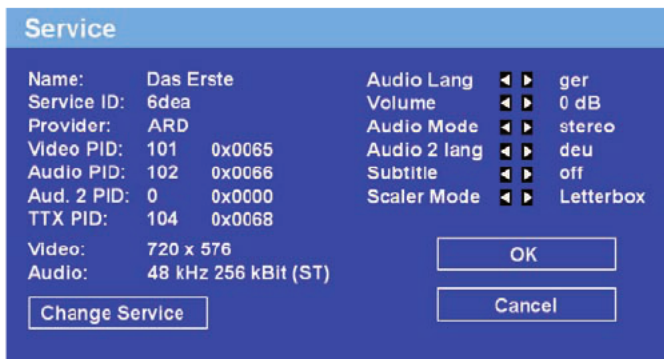 Service
Name: Das Erste
Service ID: 6dea
Provider: ARD
Video PID: 101 0x0065
Audio PID: 102 0x0066
Aud. 2 PID: 0 0x0000
TTX PID: 104 0x0068
Video: 720 x 576
Audio: 48 kHz 256 kBit (ST)
Change Service
Audio Lang ger
Volume 0 dB
Audio Mode stereo
Audio 2 lang deu
Subtitle off
Scaler Mode Letterbox
OK
Cancel